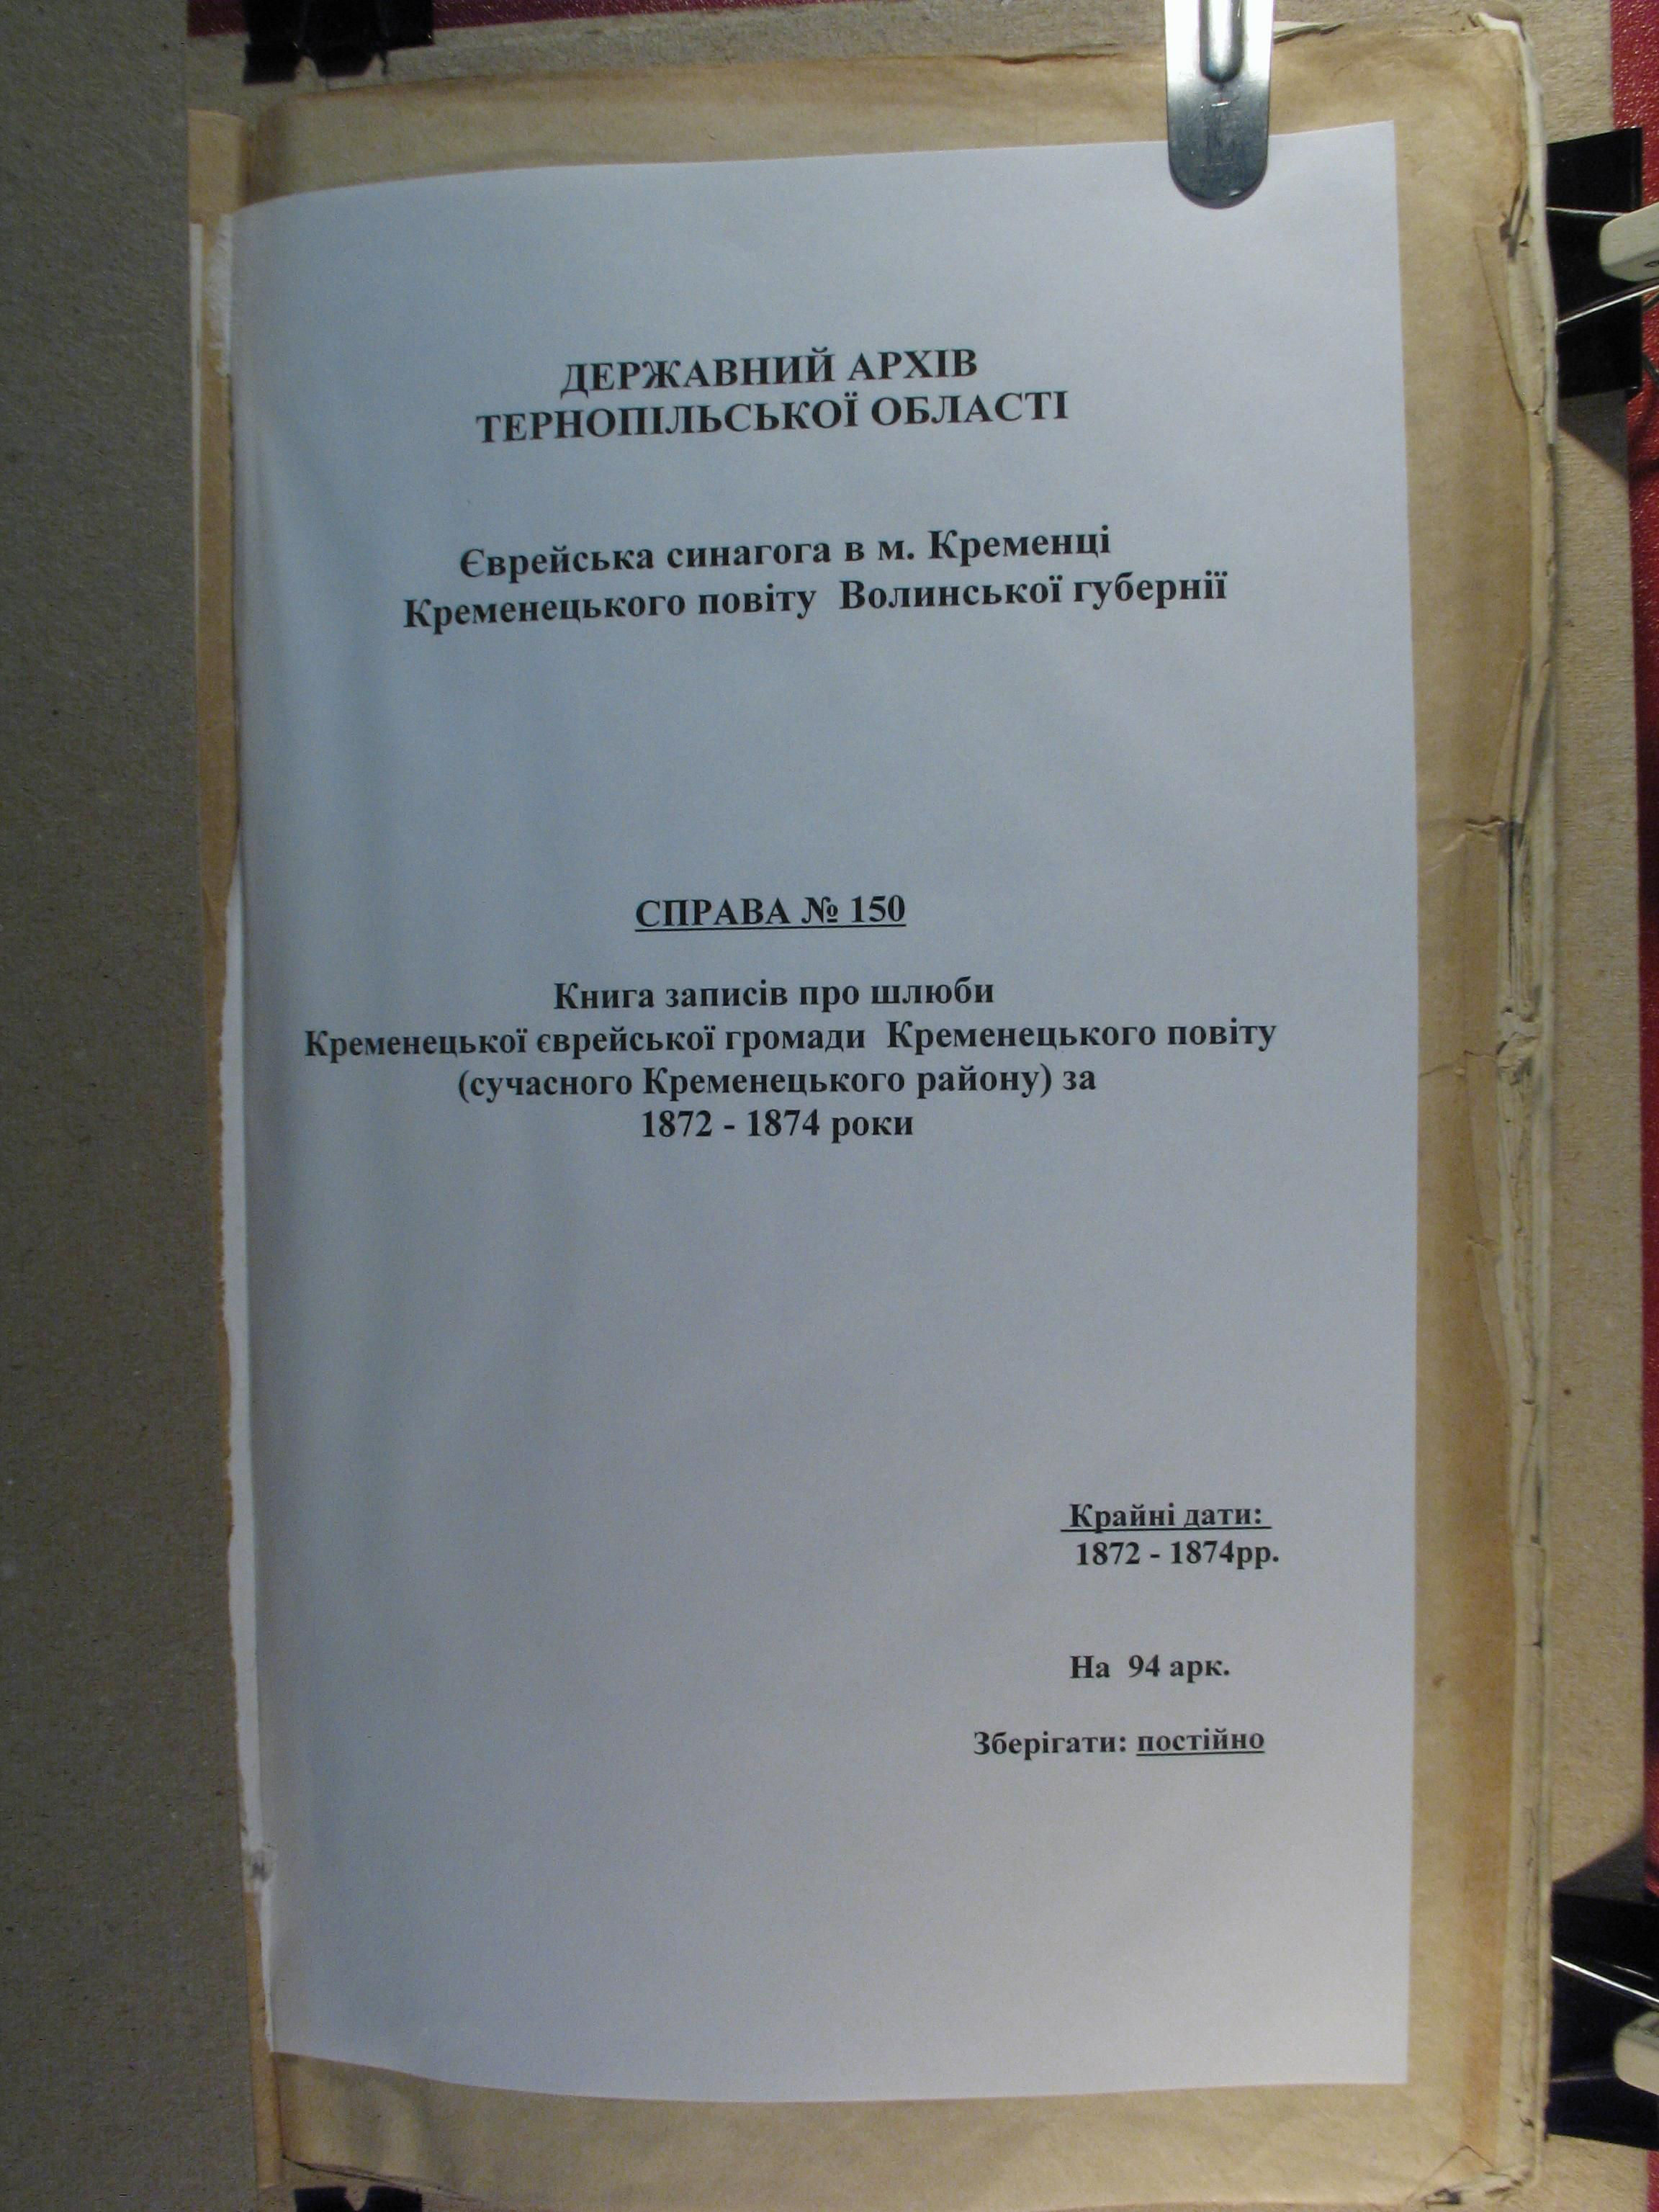 ДЕРЖАВНИЙ АРХІВ
ТЕРНОПІЛЬСЬКОЇ ОБЛАСТІ
Єврейська синагога в м. Кременці
Кременецького повіту Волинської губернії
СПРАВА № 150
Книга записів про шлюби
Кременецької єврейської громади Кременецького повіту
(сучасного Кременецького району) за
1872 - 1874 роки
Крайні дати:
1872 - 1874рр.
На 94 арк.
Зберігати: постійно